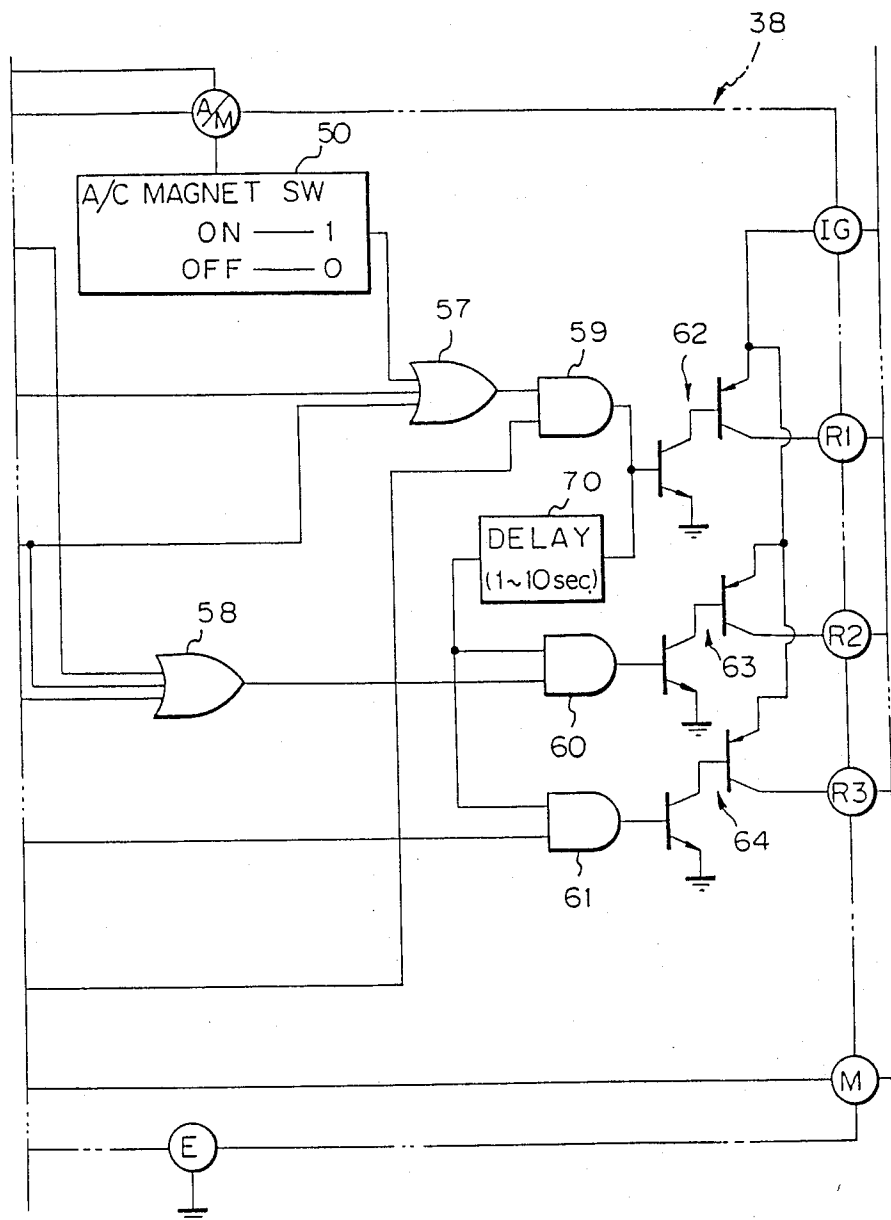 38
A/M
50
A/C MAGNET SW
ON — 1
OFF — 0
IG
57
59
62
R1
70
DELAY
(1~10sec.)
58
R2
63
60
R3
64
61
M
E